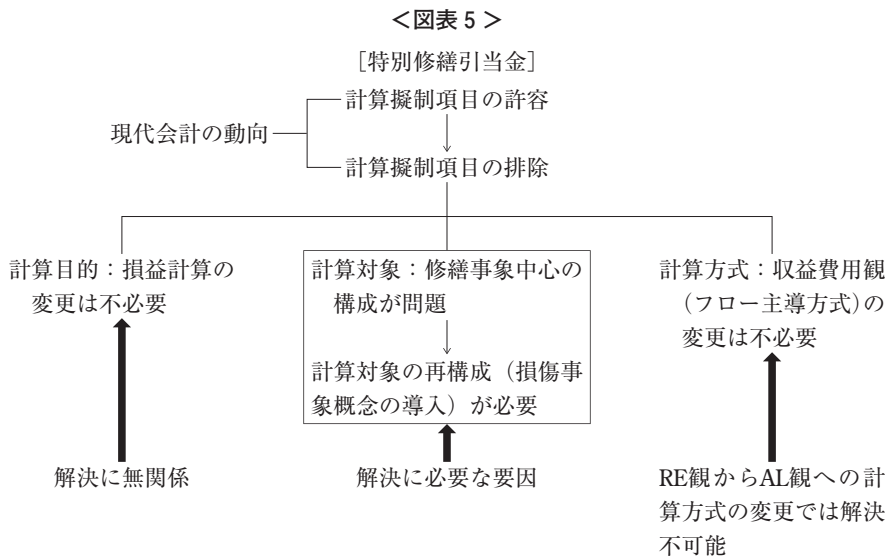 ＜図表 5 ＞
［特別修繕引当金］
計算擬制項目の許容
現代会計の動向
計算擬制項目の排除
計算目的：損益計算の
変更は不必要
計算対象：修繕事象中心の
構成が問題
計算対象の再構成（損傷事
象概念の導入）が必要
計算方式：収益費用観
（フロー主導方式）の
変更は不必要
解決に無関係
解決に必要な要因
RE観からAL観への計
算方式の変更では解決
不可能